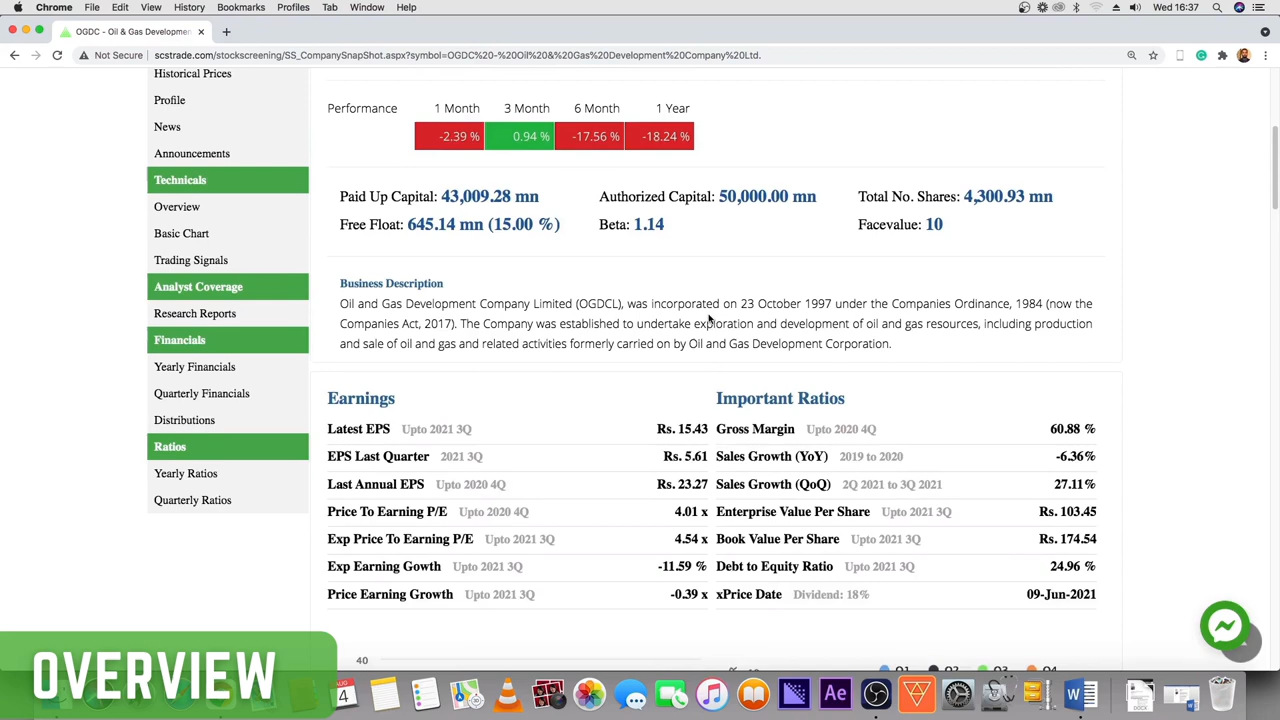 Chrome File Edit View History Bookmarks Profiles Tab Window Help Wed 16:37
OGDC - Oil & Gas Developmen
Not Secure scstrade.com/stockscreening/SS_CompanySnapShot.aspx?symbol=OGDC%20-%20Oil%20&%20Gas%20Development%20Company%20Ltd.
Historical Prices
Profile
News
Announcements
Technicals
Overview
Basic Chart
Trading Signals
Analyst Coverage
Research Reports
Financials
Yearly Financials
Quarterly Financials
Distributions
Ratios
Yearly Ratios
Quarterly Ratios
Performance 1 Month 3 Month 6 Month 1 Year
-2.39 % 0.94 % -17.56 % -18.24 %
Paid Up Capital: 43,009.28 mn Authorized Capital: 50,000.00 mn Total No. Shares: 4,300.93 mn
Free Float: 645.14 mn (15.00 %) Beta: 1.14 Facevalue: 10
Business Description
Oil and Gas Development Company Limited (OGDCL), was incorporated on 23 October 1997 under the Companies Ordinance, 1984 (now the
Companies Act, 2017). The Company was established to undertake exploration and development of oil and gas resources, including production
and sale of oil and gas and related activities formerly carried on by Oil and Gas Development Corporation.
Earnings
Latest EPS Upto 2021 3Q Rs. 15.43
EPS Last Quarter 2021 3Q Rs. 5.61
Last Annual EPS Upto 2020 4Q Rs. 23.27
Price To Earning P/E Upto 2020 4Q 4.01 x
Exp Price To Earning P/E Upto 2021 3Q 4.54 x
Exp Earning Gowth Upto 2021 3Q -11.59 %
Price Earning Growth Upto 2021 3Q -0.39 x
Important Ratios
Gross Margin Upto 2020 4Q 60.88 %
Sales Growth (YoY) 2019 to 2020 -6.36%
Sales Growth (QoQ) 2Q 2021 to 3Q 2021 27.11%
Enterprise Value Per Share Upto 2021 3Q Rs. 103.45
Book Value Per Share Upto 2021 3Q Rs. 174.54
Debt to Equity Ratio Upto 2021 3Q 24.96 %
xPrice Date Dividend: 18% 09-Jun-2021
40
Q1 Q2 Q3 Q4
OVERVIEW
4
Ae
W
DOCX